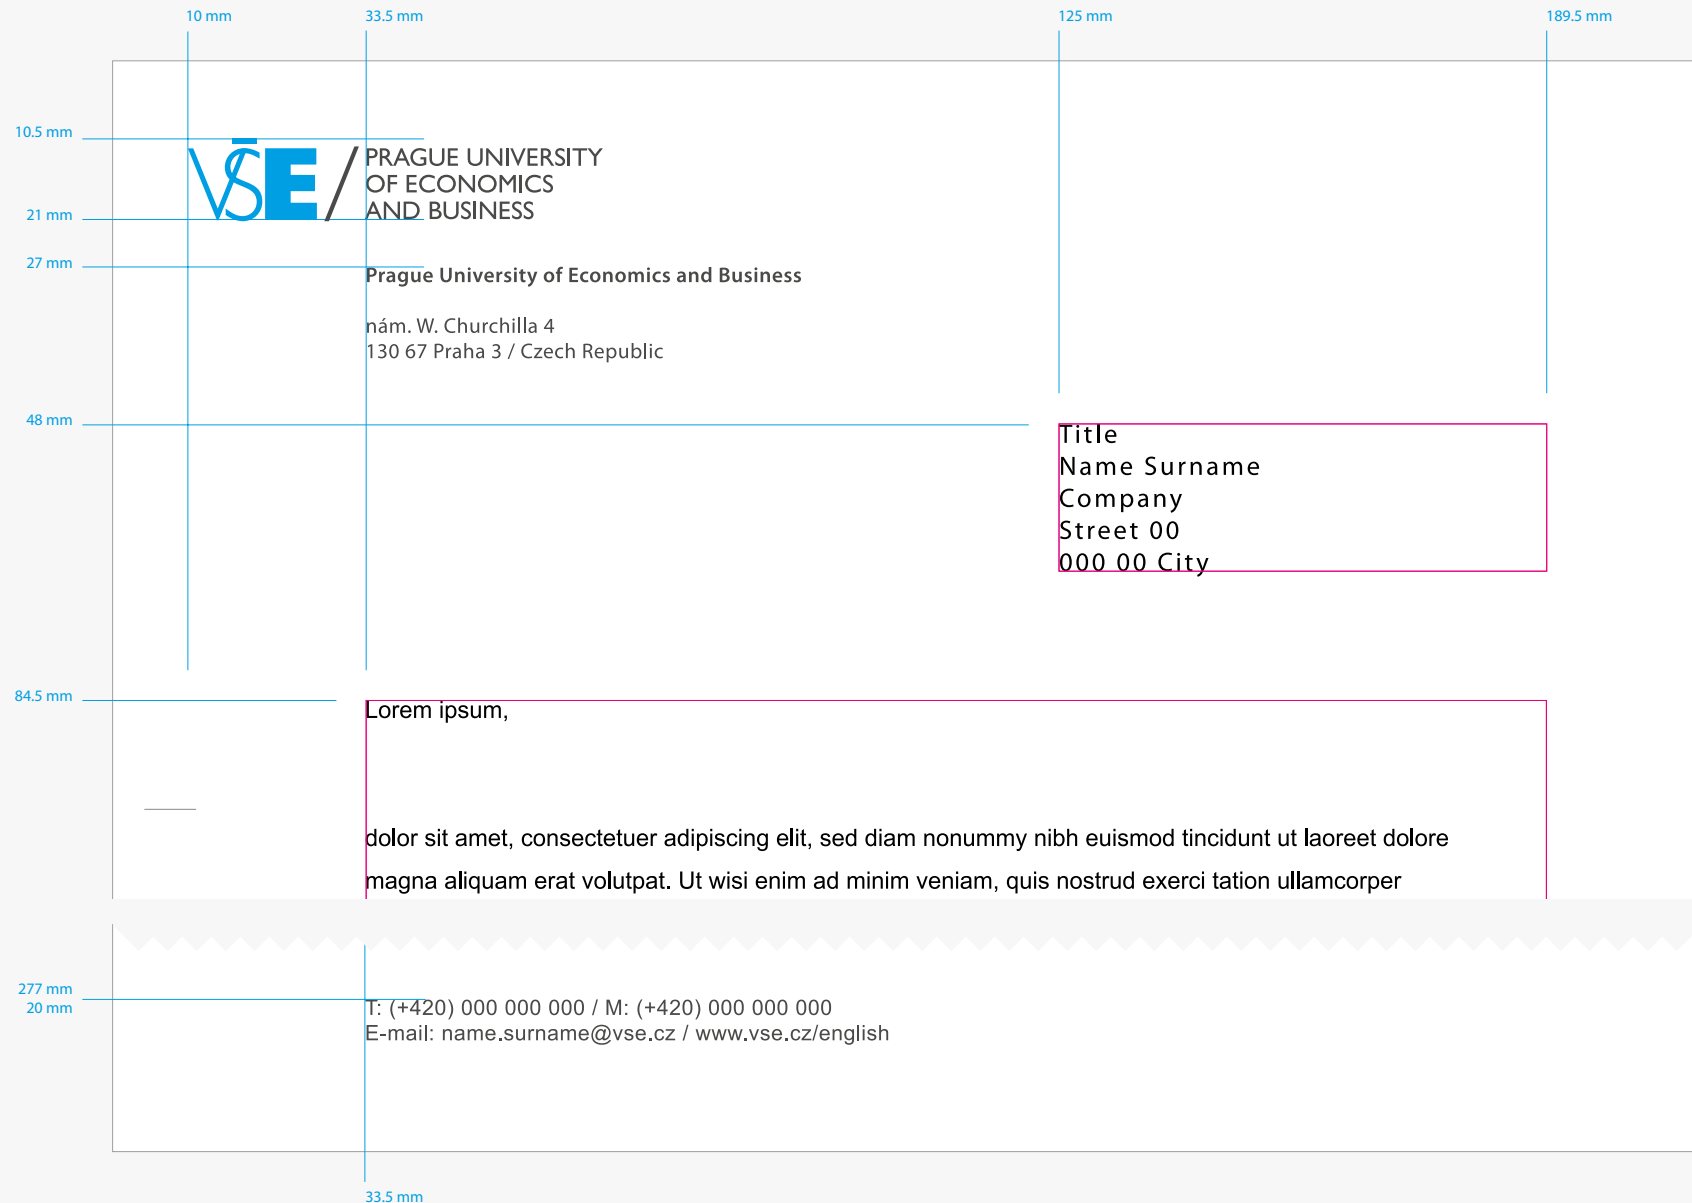 10 mm
33.5 mm
125 mm
189.5 mm
10.5 mm
VŠE / PRAGUE UNIVERSITY
OF ECONOMICS
AND BUSINESS
21 mm
27 mm
Prague University of Economics and Business
nám. W. Churchilla 4
130 67 Praha 3 / Czech Republic
48 mm
Title
Name Surname
Company
Street 00
000 00 City
84.5 mm
Lorem ipsum,
dolor sit amet, consectetuer adipiscing elit, sed diam nonummy nibh euismod tincidunt ut laoreet dolore
magna aliquam erat volutpat. Ut wisi enim ad minim veniam, quis nostrud exerci tation ullamcorper
277 mm
20 mm
T: (+420) 000 000 000 / M: (+420) 000 000 000
E-mail: name.surname@vse.cz / www.vse.cz/english
33.5 mm